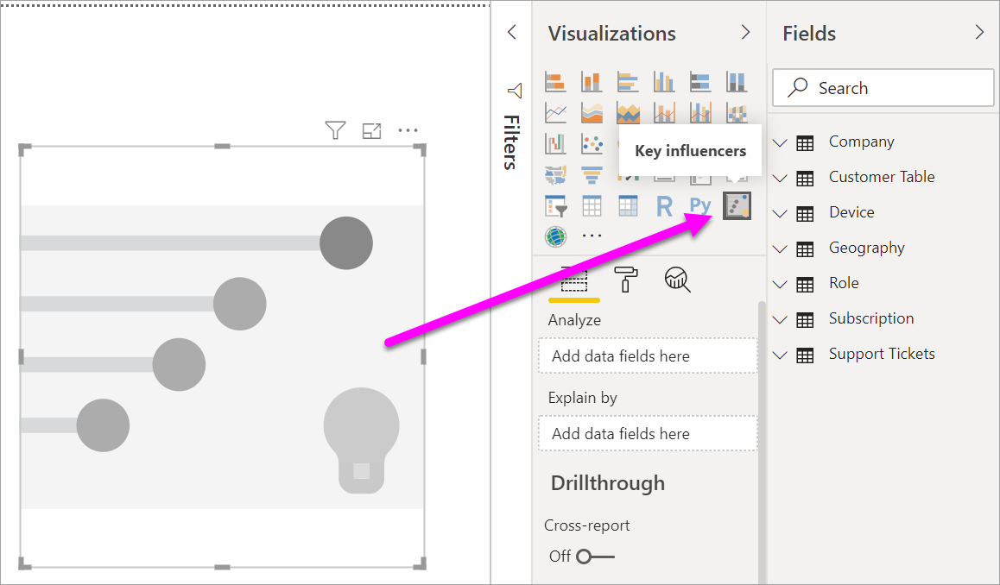 Visualizations
Fields
Search
Filters
Key influencers
R
Py
Company
Customer Table
Device
Geography
Role
Subscription
Support Tickets
Analyze
Add data fields here
Explain by
Add data fields here
Drillthrough
Cross-report
Off